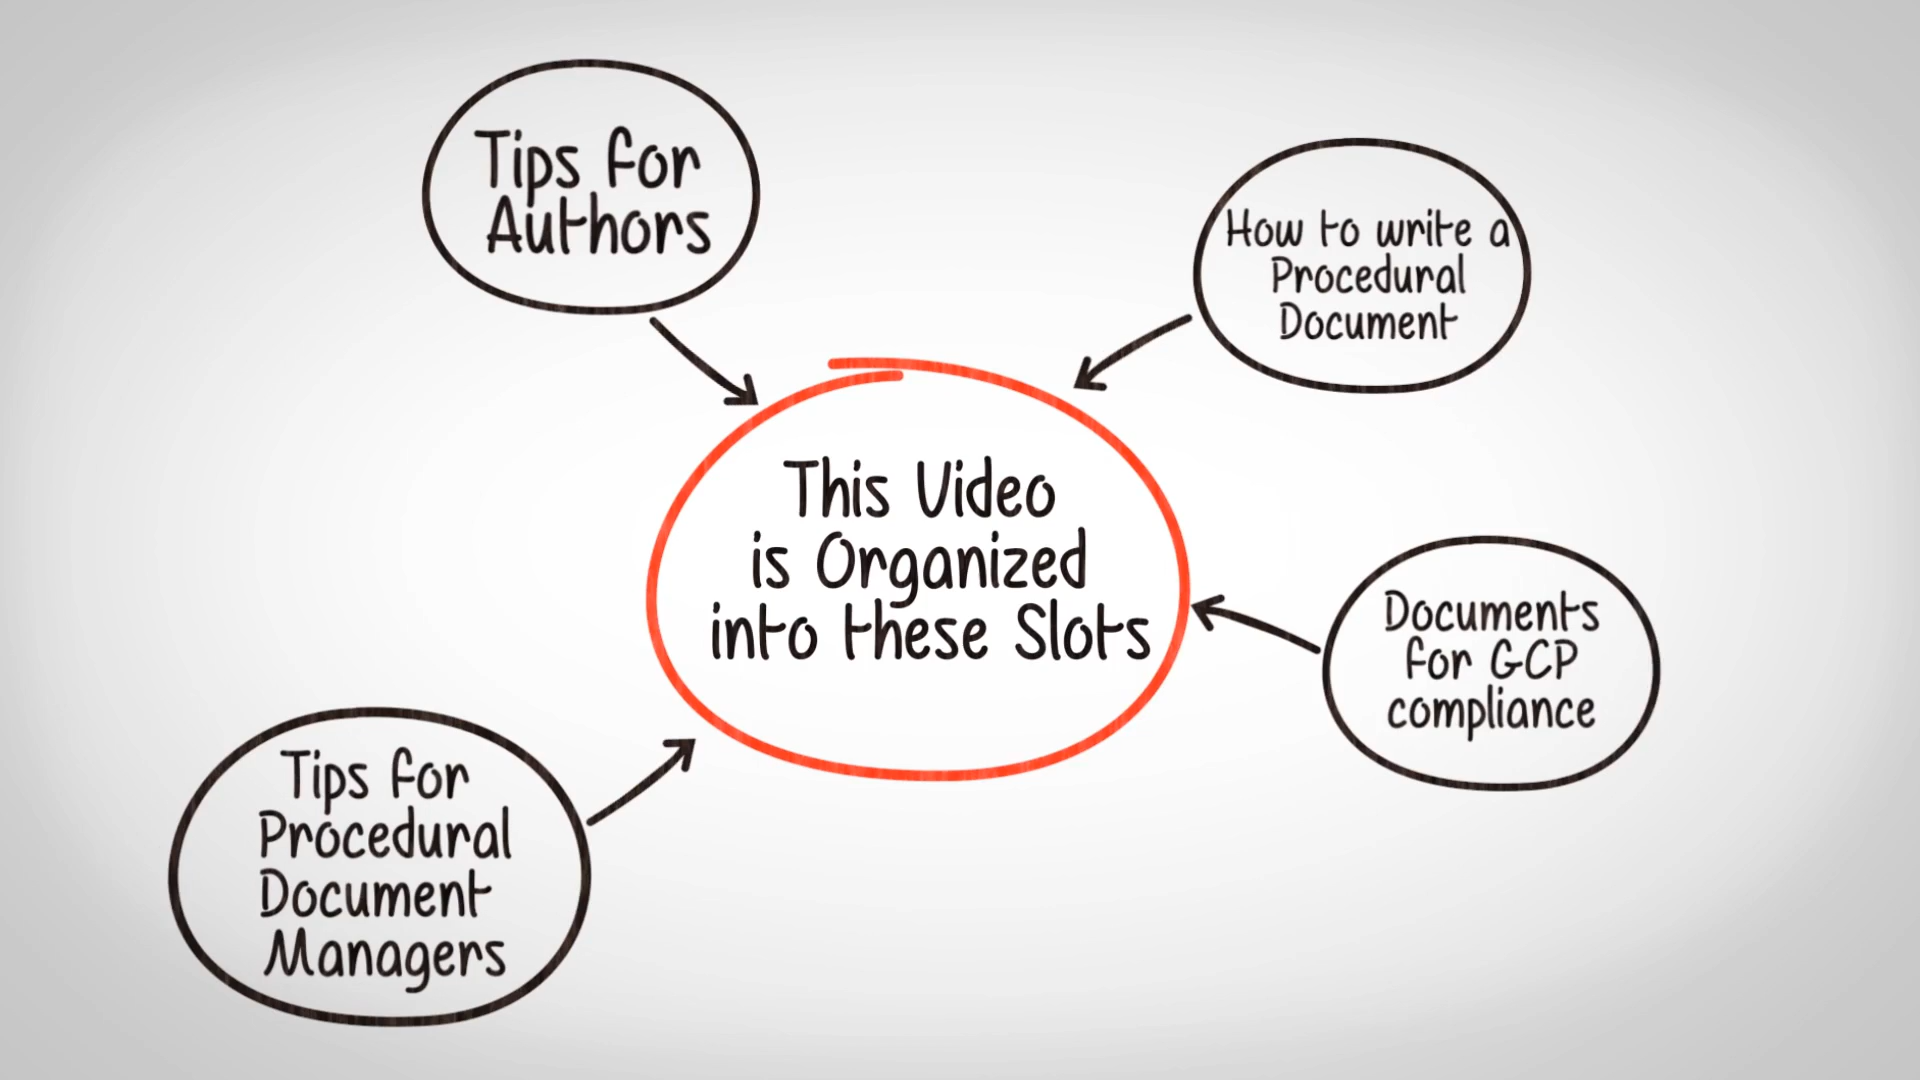 Tips for
Authors
How to write a
Procedural
Document
This Video
is Organized
into these Slots
Documents
for GCP
compliance
Tips for
Procedural
Document
Managers